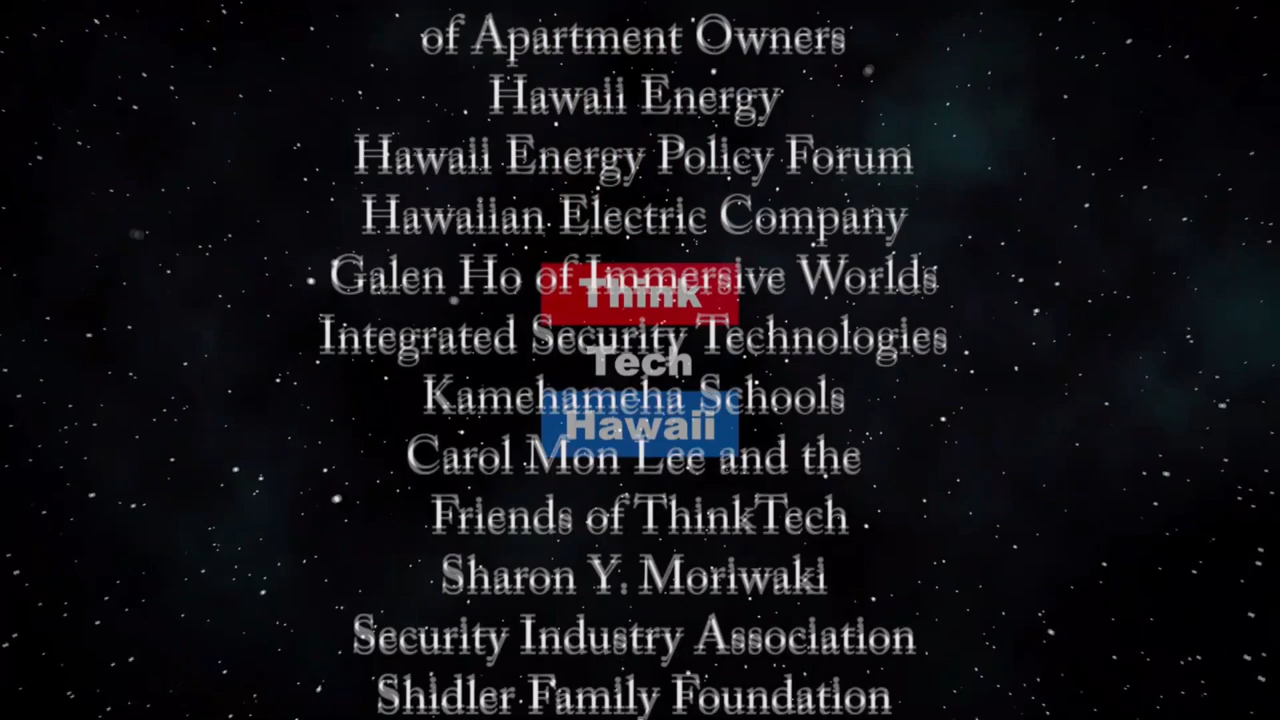 of Apartment Owners
Hawaii Energy
Hawaii Energy Policy Forum
Hawaiian Electric Company
Galen Ho of Immersive Worlds
Think
Integrated Security Technologies
Tech
Kamehameha Schools
Hawaii
Carol Mon Lee and the
Friends of ThinkTech
Sharon Y. Moriwaki
Security Industry Association
Shidler Family Foundation